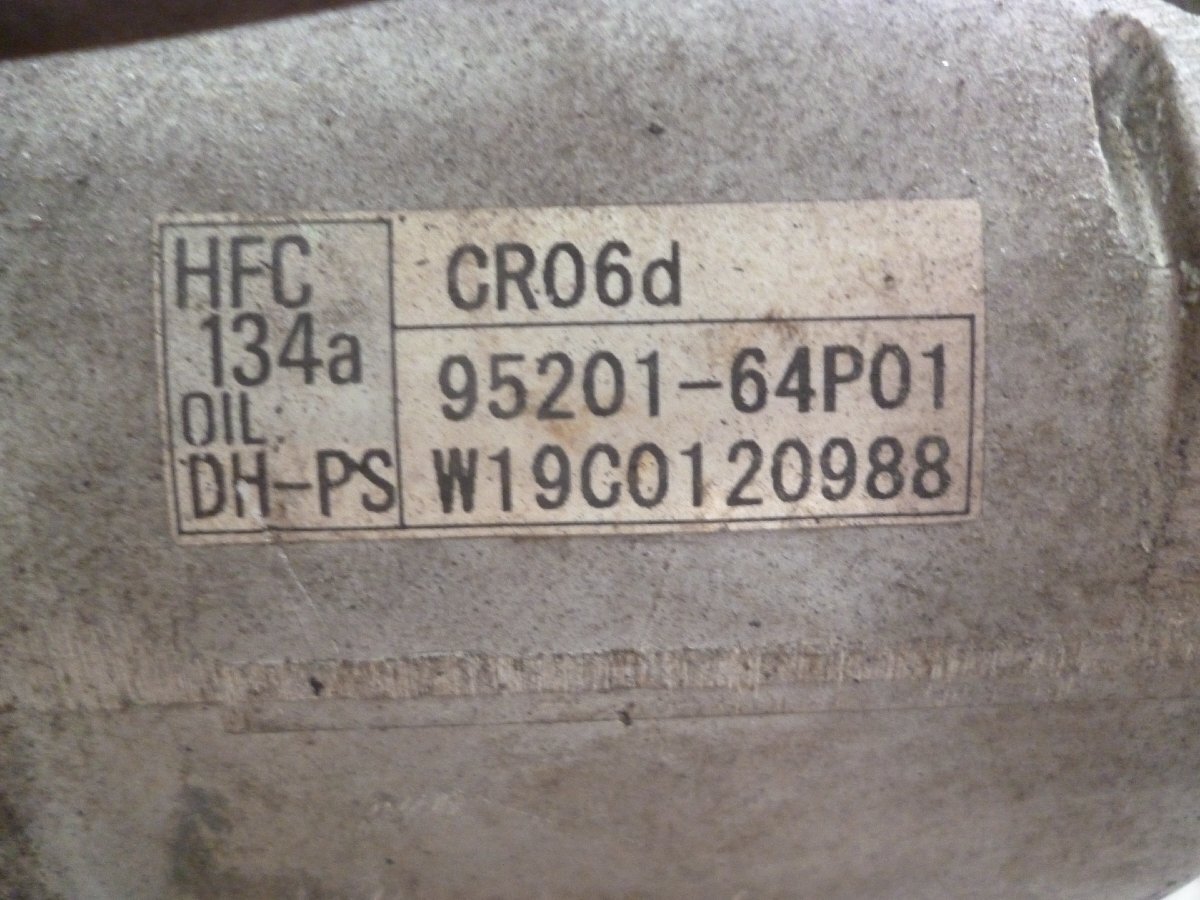 HFC
134a
OIL
DH-PS
CR06d
95201-64P01
W19C0120988